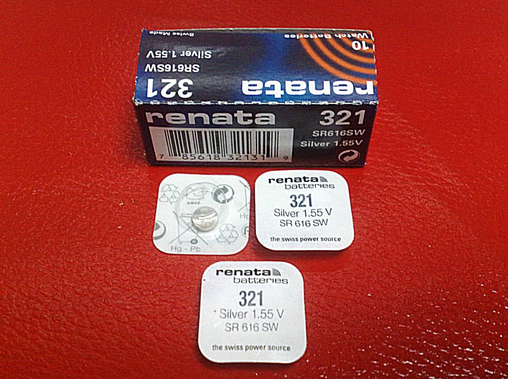 10
Watch Batteries
Swiss Made
renata
321
SR616SW
Silver 1.55V
renata 321
SR616SW
Silver 1.55V
7 85618 32131 9
Hg - Pb
renata
batteries
321
Silver 1.55 V
SR 616 SW
the swiss power source
renata
batteries
321
Silver 1.55 V
SR 616 SW
the swiss power source